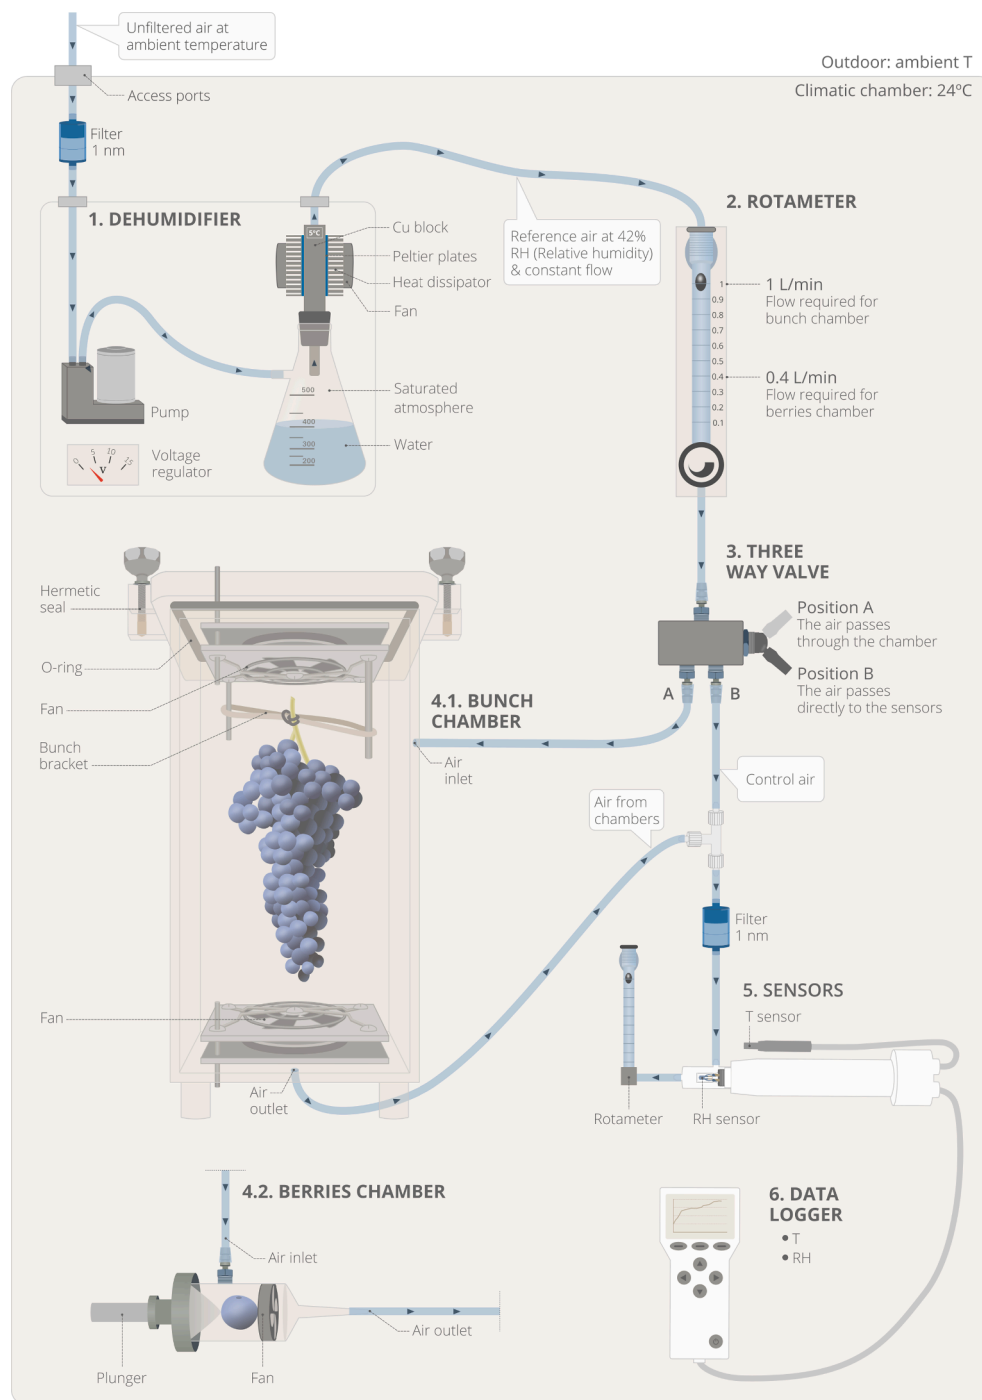 Unfiltered air at
ambient temperature
Outdoor: ambient T
Climatic chamber: 24ºC
Access ports
Filter
1 nm
1. DEHUMIDIFIER
5ºC
Cu block
Peltier plates
Heat dissipator
Fan
Reference air at 42%
RH (Relative humidity)
& constant flow
2. ROTAMETER
1
0.9
0.8
0.7
0.6
0.5
0.4
0.3
0.2
0.1
1 L/min
Flow required for
bunch chamber
0.4 L/min
Flow required for
berries chamber
500
400
300
200
Saturated
atmosphere
Water
Pump
0 5 10 15
V
Voltage
regulator
3. THREE
WAY VALVE
Position A
The air passes
through the chamber
Position B
The air passes
directly to the sensors
A B
Hermetic
seal
O-ring
Fan
Bunch
bracket
4.1. BUNCH
CHAMBER
Air
inlet
Control air
Air from
chambers
Filter
1 nm
Fan
Air
outlet
5. SENSORS
T sensor
Rotameter
RH sensor
4.2. BERRIES CHAMBER
Air inlet
Air outlet
Plunger
Fan
6. DATA
LOGGER
• T
• RH